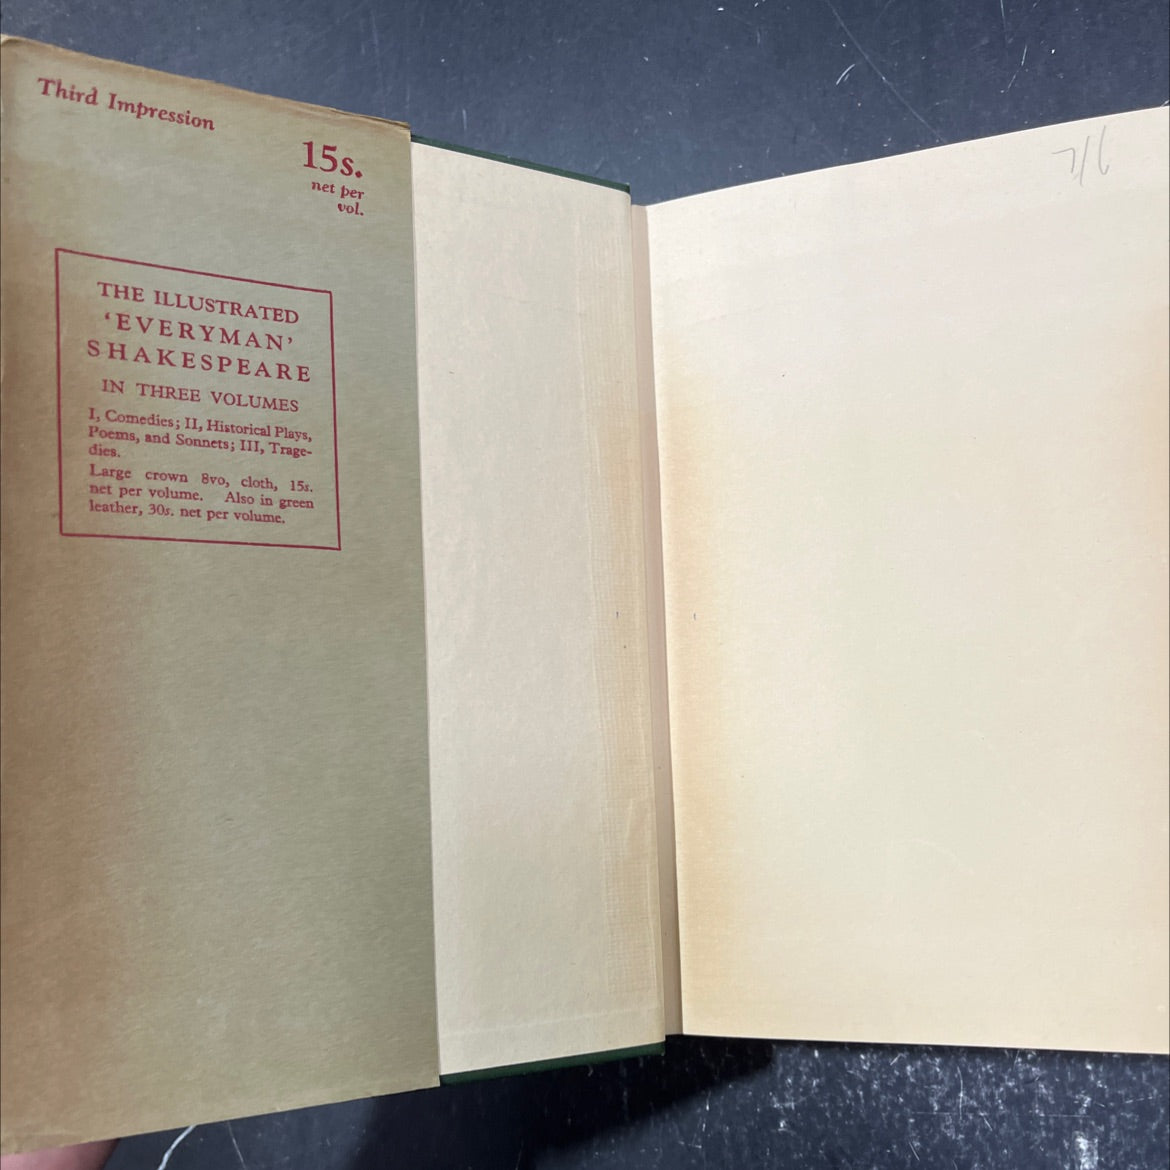 Third Impression
15s.
net per
vol.
THE ILLUSTRATED
‘EVERYMAN’
SHAKESPEARE
IN THREE VOLUMES
I, Comedies; II, Historical Plays,
Poems, and Sonnets; III, Trage-
dies.
Large crown 8vo, cloth, 15s.
net per volume. Also in green
leather, 30s. net per volume.
7/6